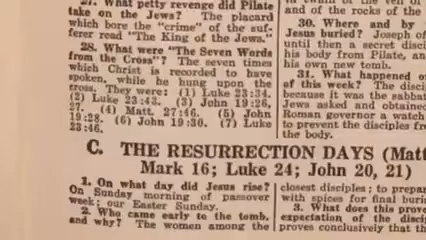 27. What petty revenge did Pilate
take on the Jews? The placard
which bore the "crime" of the suf-
ferer read "The King of the Jews."
28. What were "The Seven Words
from the Cross"? The seven times
which Christ is recorded to have
spoken, while he hung upon the
cross. They were: (1) Luke 23:34.
(2) Luke 23:43. (3) John 19:26,
27. (4) Matt. 27:46. (5) John
19:28. (6) John 19:30. (7) Luke
23:46.
and of the rocks of the
30. Where and by
Jesus buried? Joseph of
until then a secret disci
his body from Pilate, an
his own new tomb.
31. What happened o
of this week? The disci
because it was the sabbat
Jews asked and obtained
Roman governor a watch
to prevent the disciples fr
the body.
C. THE RESURRECTION DAYS (Matt
Mark 16; Luke 24; John 20, 21)
1. On what day did Jesus rise?
On Sunday morning of passover
week; our Easter Sunday.
2. Who came early to the tomb,
and why? The women among the
closest disciples; to prepar
with spices for final buri
3. What does this prove
expectation of the discip
proves conclusively that th